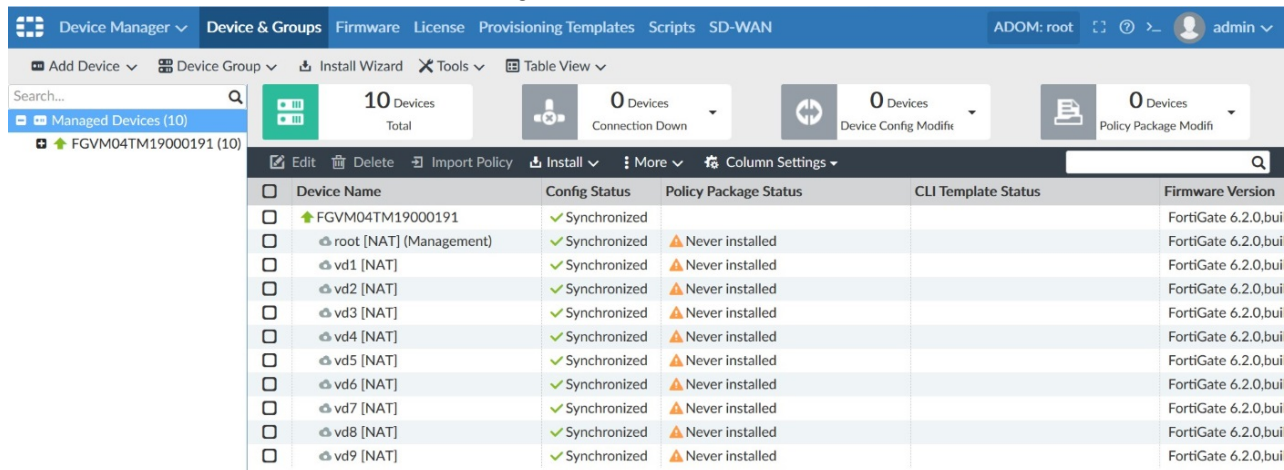 Device Manager Device & Groups Firmware License Provisioning Templates Scripts SD-WAN ADOM: root admin
Add Device Device Group Install Wizard Tools Table View
Search...
Managed Devices (10)
FGVM04TM19000191 (10)
10 Devices
Total
0 Devices
Connection Down
0 Devices
Device Config Modifie
0 Devices
Policy Package Modifi
Edit Delete Import Policy Install More Column Settings
Device Name Config Status Policy Package Status CLI Template Status Firmware Version
FGVM04TM19000191 Synchronized FortiGate 6.2.0,bui
root [NAT] (Management) Synchronized Never installed FortiGate 6.2.0,bui
vd1 [NAT] Synchronized Never installed FortiGate 6.2.0,bui
vd2 [NAT] Synchronized Never installed FortiGate 6.2.0,bui
vd3 [NAT] Synchronized Never installed FortiGate 6.2.0,bui
vd4 [NAT] Synchronized Never installed FortiGate 6.2.0,bui
vd5 [NAT] Synchronized Never installed FortiGate 6.2.0,bui
vd6 [NAT] Synchronized Never installed FortiGate 6.2.0,bui
vd7 [NAT] Synchronized Never installed FortiGate 6.2.0,bui
vd8 [NAT] Synchronized Never installed FortiGate 6.2.0,bui
vd9 [NAT] Synchronized Never installed FortiGate 6.2.0,bui